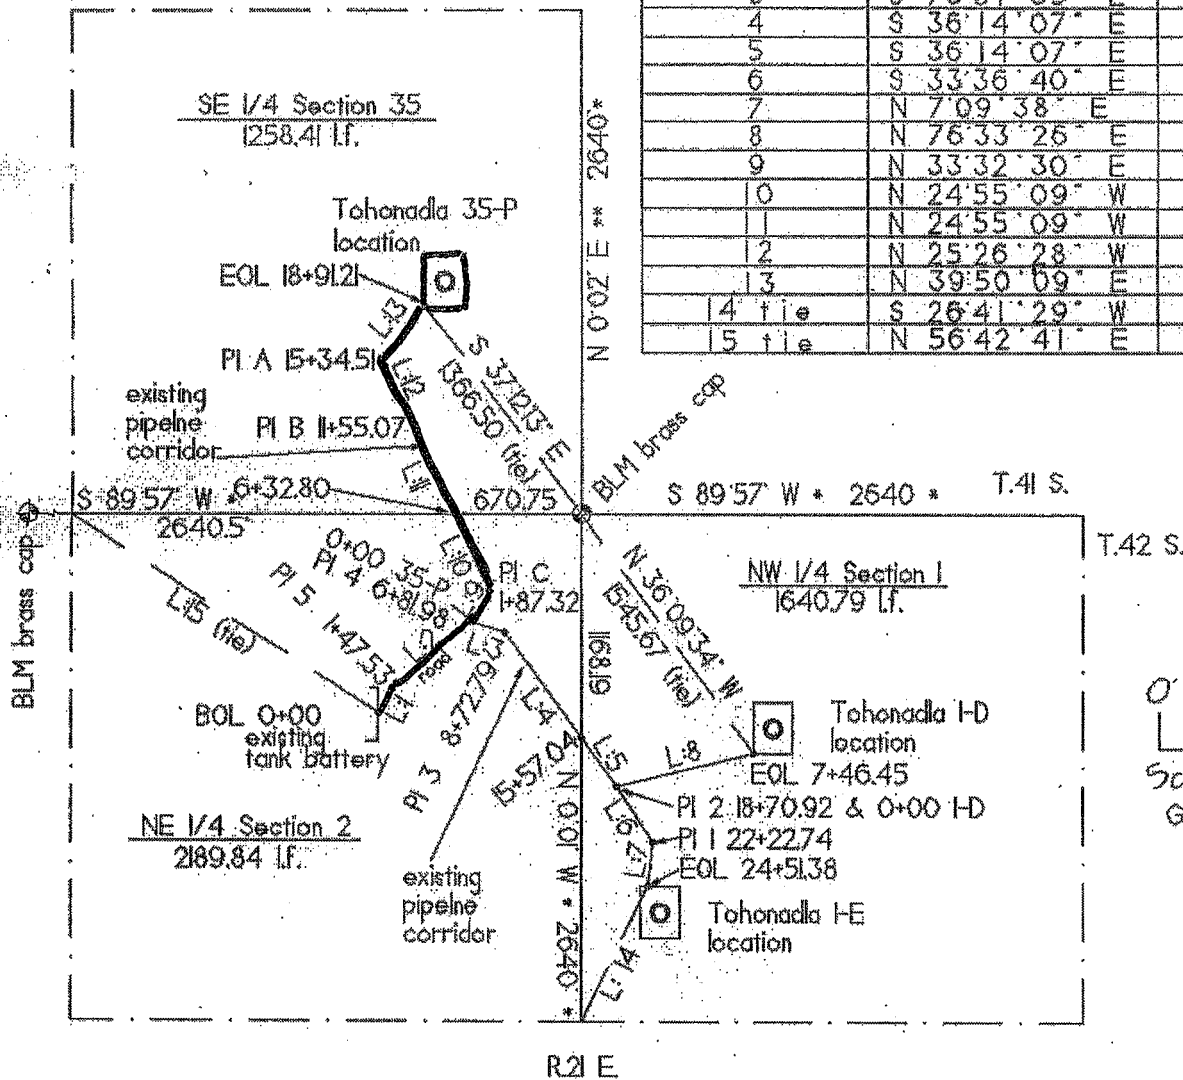 4 S 36°14'07" E
5 S 36°14'07" E
6 S 33°36'40" E
7 N 7°09'38" E
8 N 76°33'26" E
9 N 33°32'30" E
10 N 24°55'09" W
11 N 24°55'09" W
12 N 25°26'28" W
13 N 39°50'09" E
14 tie S 26°41'29" W
15 tie N 56°42'41" E
SE 1/4 Section 35
1258.41 l.f.
N 0°02' E ** 2640*
Tohonadla 35-P
location
EOL 18+91.21
L:13
PI A 15+34.51
L:12
S 37°12'13" E
1366.50 (tie)
existing
pipelne
corridor
PI B 11+55.07
L:11
BLM brass cap
S 89°57' W *
2640.5
6+32.80
670.75
S 89°57' W * 2640 *
T.41 S.
T.42 S.
BLM brass cap
0+00 35-P
PI 4 6+81.98
PI 5 1+47.53
L:10
L:9
PI C
1+87.32
N 36°09'34" W
1545.67 (tie)
NW 1/4 Section 1
1640.79 l.f.
L:15 (tie)
L:3
road
L:1
1168.19
BOL 0+00
existing
tank battery
8+72.79
PI 3
L:4
L:5
15+57.04
L:8
Tohonadla 1-D
location
EOL 7+46.45
PI 2 18+70.92 & 0+00 1-D
L:6
PI 1 22+22.74
EOL 24+51.38
NE 1/4 Section 2
2189.84 l.f.
existing
pipelne
corridor
N 0°01' W * 2640 *
Tohonadla 1-E
location
L:14
0'
R.21 E.